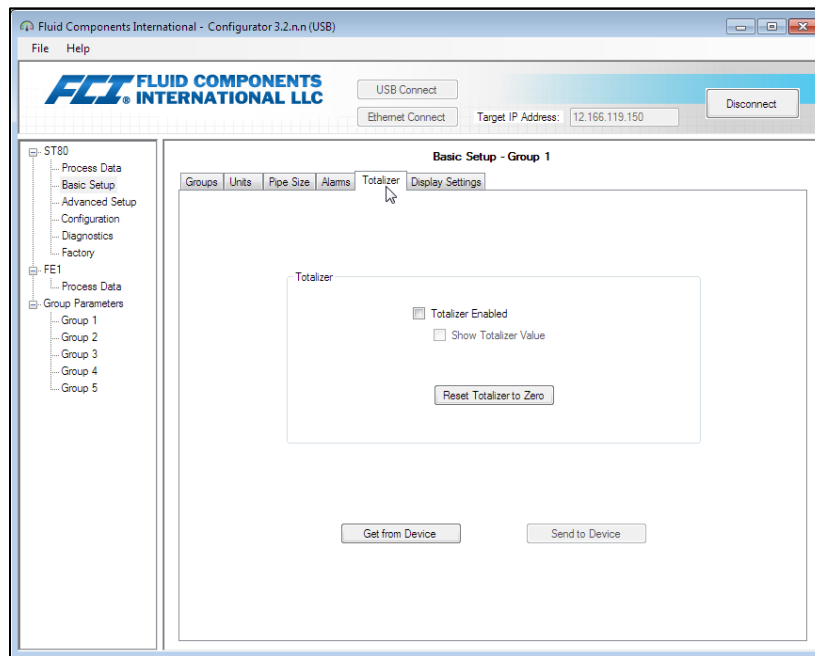 Fluid Components International - Configurator 3.2.n.n (USB)
File Help
FCI ® FLUID COMPONENTS
INTERNATIONAL LLC
USB Connect
Ethernet Connect
Target IP Address: 12.166.119.150
Disconnect
ST80
Process Data
Basic Setup
Advanced Setup
Configuration
Diagnostics
Factory
FE1
Process Data
Group Parameters
Group 1
Group 2
Group 3
Group 4
Group 5
Basic Setup - Group 1
Groups Units Pipe Size Alarms Totalizer Display Settings
Totalizer
Totalizer Enabled
Show Totalizer Value
Reset Totalizer to Zero
Get from Device Send to Device